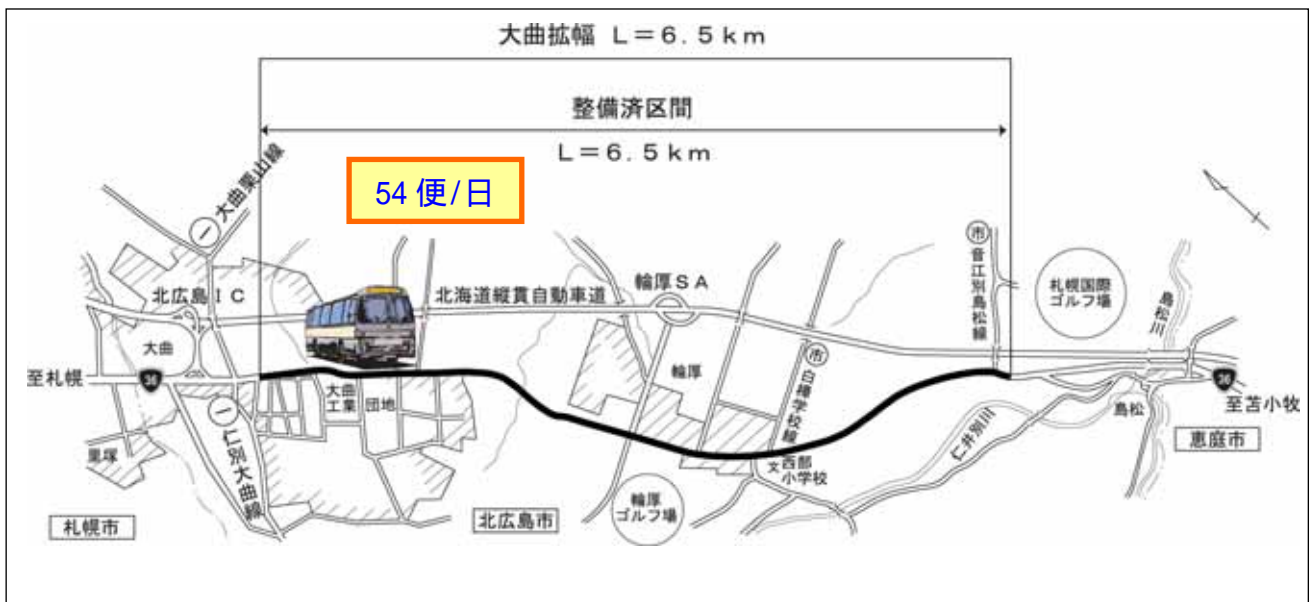 大曲拡幅 L=6.5km
整備済区間
L=6.5km
54便/日
一
大曲栗山線
北広島IC
北海道縦貫自動車道
輪厚SA
市
音江別島松線
札幌国際
ゴルフ場
島松川
大曲
至札幌
36
大曲
工業団地
輪厚
市
白樺学校線
36
至苫小牧
島松
恵庭市
里塚
一
仁別大曲線
文西部
小学校
仁井別川
輪厚
ゴルフ場
札幌市
北広島市